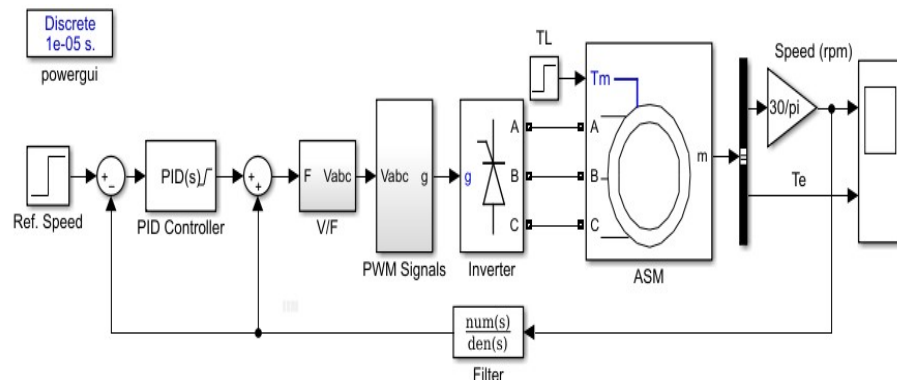 Discrete
1e-05 s.
powergui
Ref. Speed
PID(s)
PID Controller
F
Vabc
V/F
Vabc
g
PWM Signals
g
A
B
C
Inverter
TL
Tm
A
B
C
m
ASM
Speed (rpm)
30/pi
Te
num(s)
den(s)
Filter